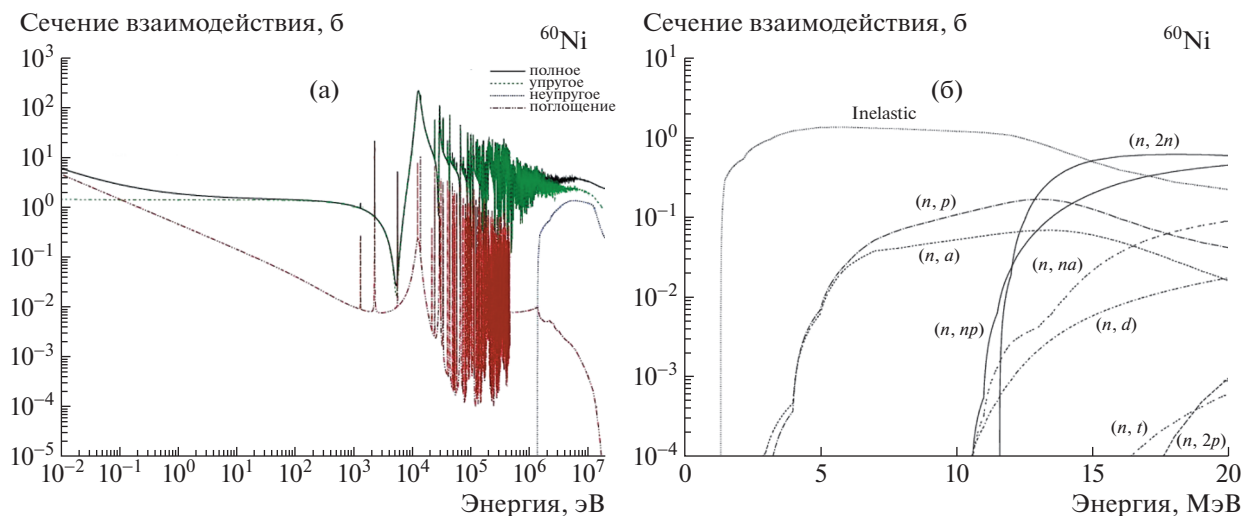 Сечение взаимодействия, б
⁶⁰Ni
(а)
полное
упругое
неупругое
поглощение
10³
10²
10¹
10⁰
10⁻¹
10⁻²
10⁻³
10⁻⁴
10⁻⁵
10⁻² 10⁻¹ 10⁰ 10¹ 10² 10³ 10⁴ 10⁵ 10⁶ 10⁷
Энергия, эВ
Сечение взаимодействия, б
⁶⁰Ni
(б)
10¹
10⁰
10⁻¹
10⁻²
10⁻³
10⁻⁴
Inelastic
(n, 2n)
(n, p)
(n, a)
(n, na)
(n, np)
(n, d)
(n, t)
(n, 2p)
0 5 10 15 20
Энергия, МэВ